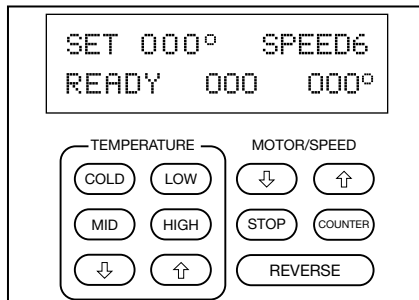 SET 000° SPEED6
READY 000 000°
TEMPERATURE MOTOR/SPEED
COLD LOW ⇩ ⇧
MID HIGH STOP COUNTER
⇩ ⇧ REVERSE